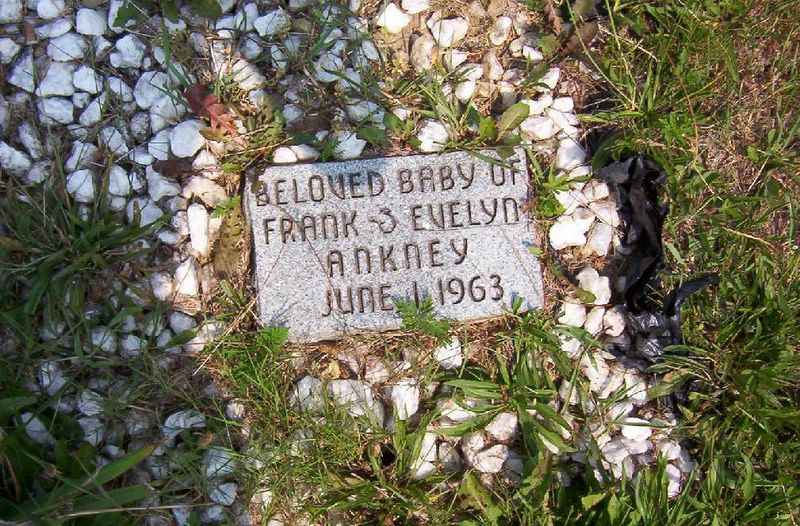 BELOVED BABY OF
FRANK & EVELYN
ANKNEY
JUNE 1, 1963